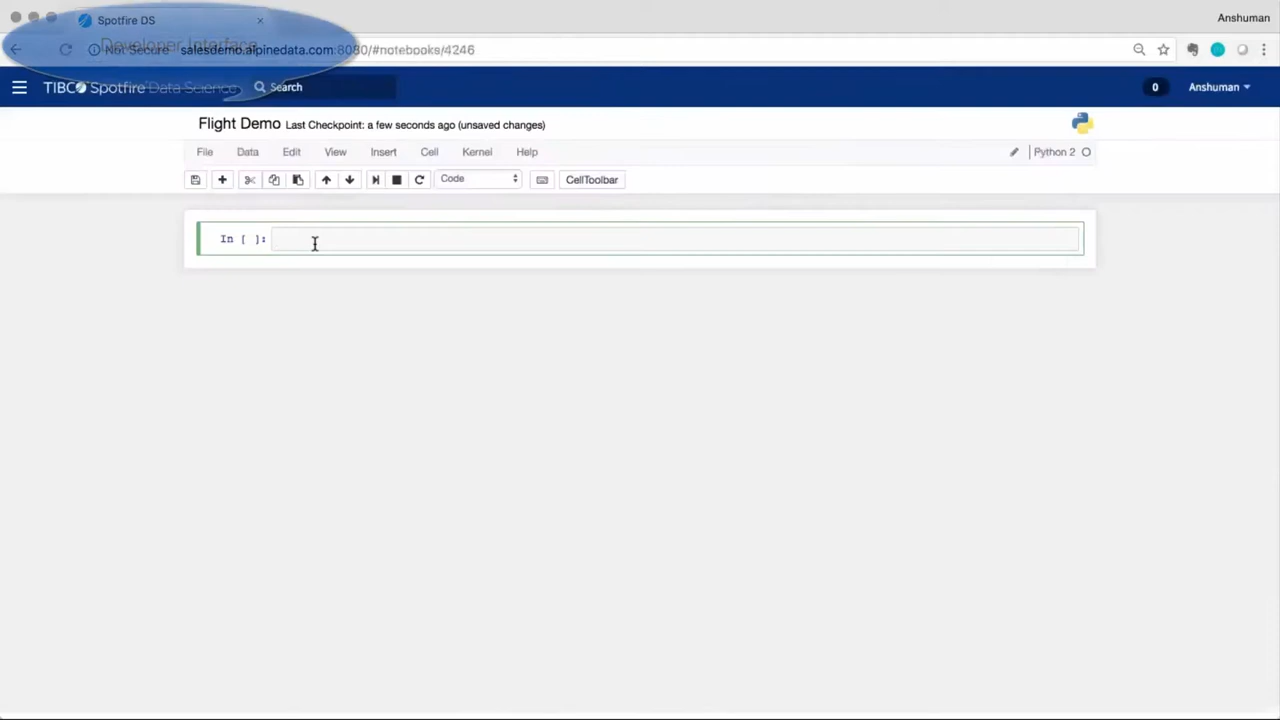 Anshuman
Spotfire DS
Developer Interface
Not Secure salesdemo.alpinedata.com:8080/#notebooks/4246
TIBCO Spotfire Data Science Search 0 Anshuman
Flight Demo Last Checkpoint: a few seconds ago (unsaved changes)
File Data Edit View Insert Cell Kernel Help Python 2
Code CellToolbar
In [ ]: